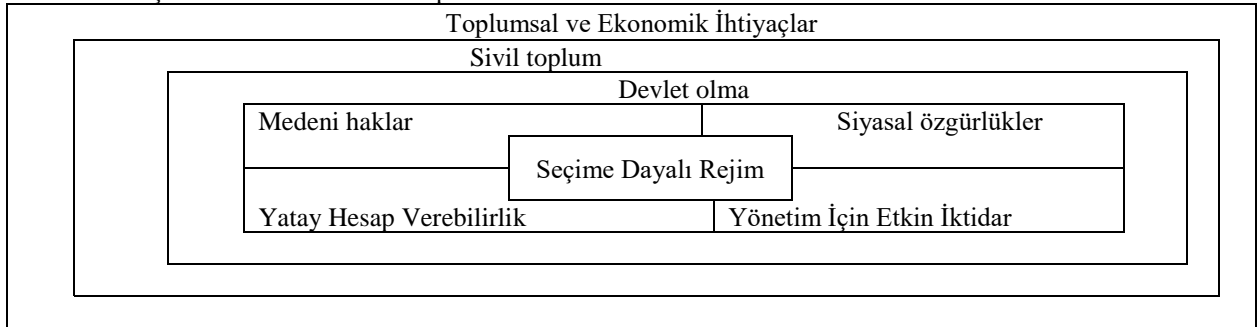 Toplumsal ve Ekonomik İhtiyaçlar
Sivil toplum
Devlet olma
Medeni haklar
Siyasal özgürlükler
Seçime Dayalı Rejim
Yatay Hesap Verebilirlik
Yönetim İçin Etkin İktidar